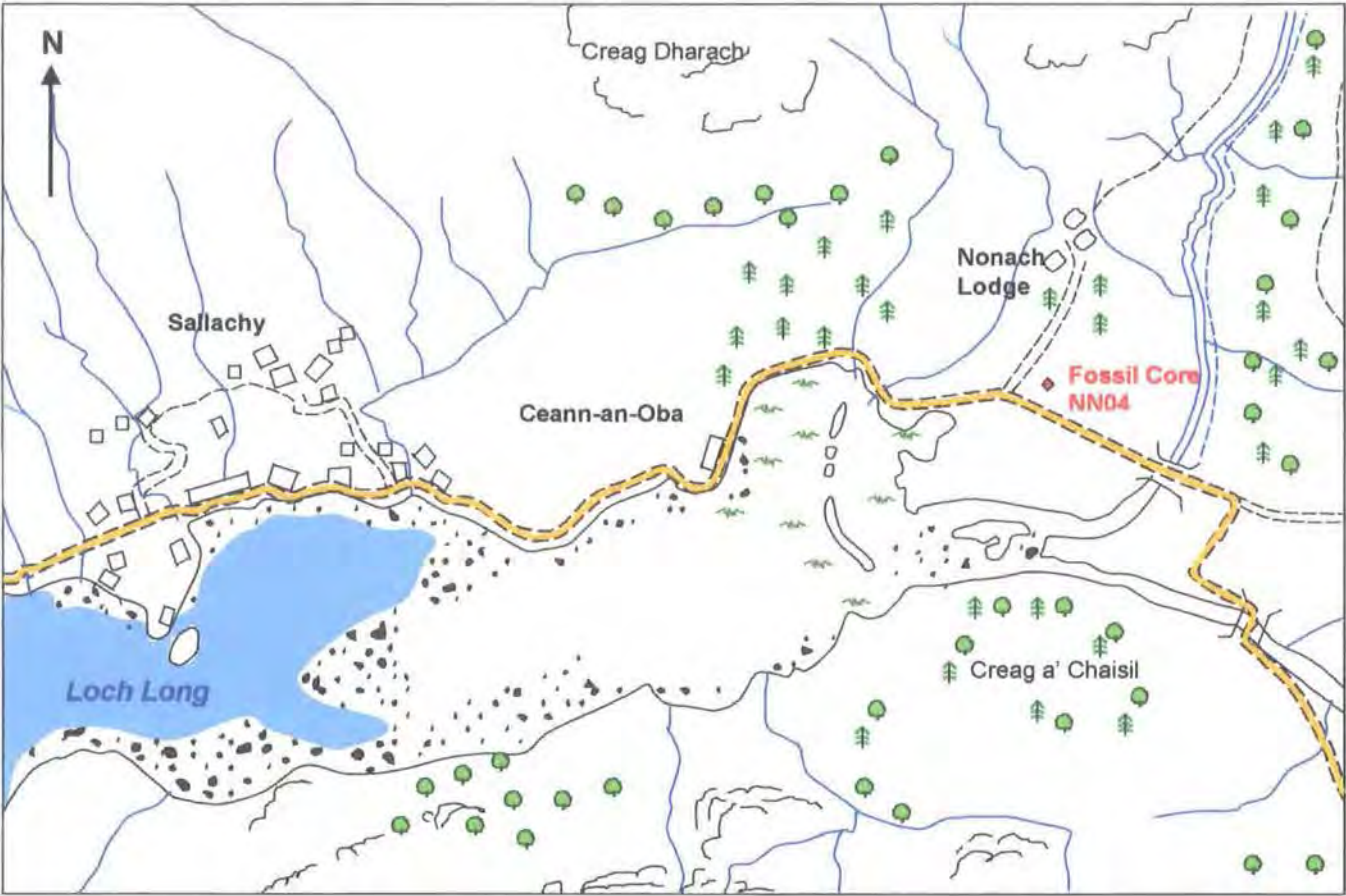 N
Creag Dharach
Nonach
Lodge
Sallachy
Fossil Core
NN04
Ceann-an-Oba
Creag a' Chaisil
Loch Long